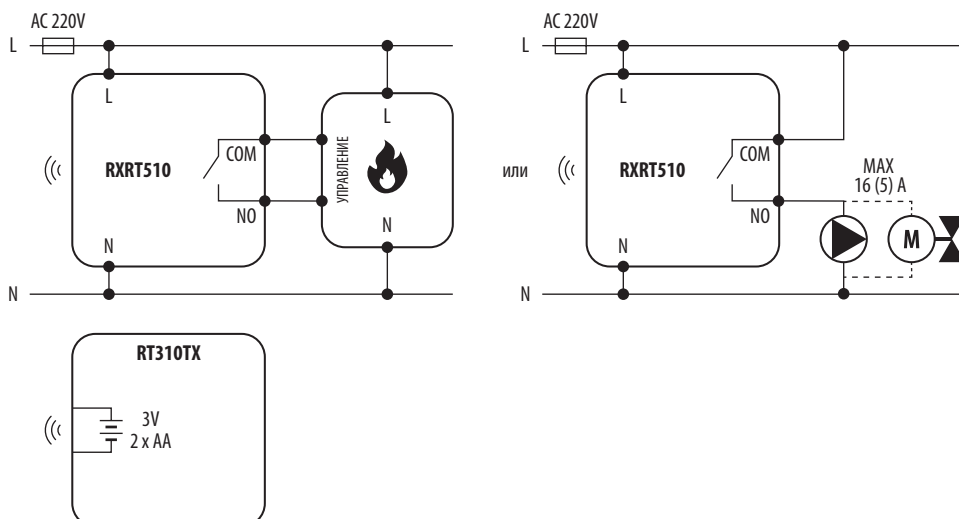 AC 220V
L
L
RXRT510
COM
NO
N
N
УПРАВЛЕНИЕ
L
N
или
AC 220V
L
L
RXRT510
COM
NO
N
N
MAX
16 (5) A
M
RT310TX
3V
2 x AA